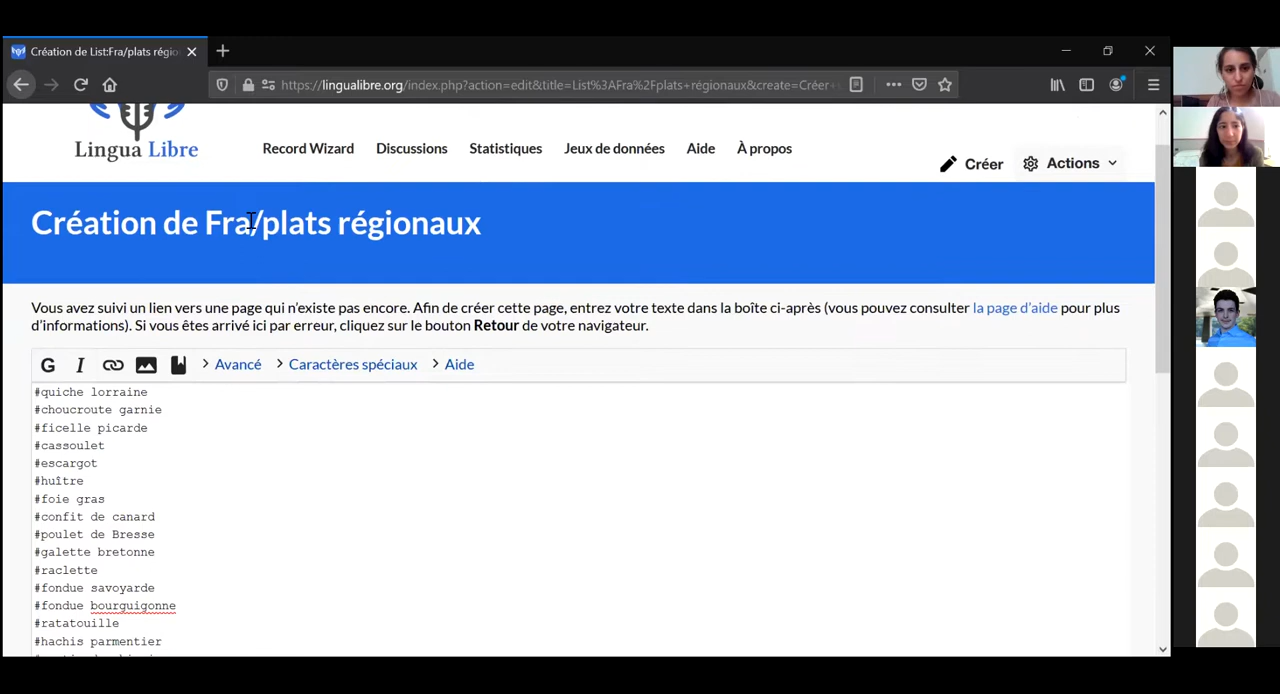 Création de List:Fra/plats régio
https://lingualibre.org/index.php?action=edit&title=List%3AFra%2Fplats+régionaux&create=Créer
Lingua Libre
Record Wizard Discussions Statistiques Jeux de données Aide À propos
Créer Actions
Création de Fra/plats régionaux
Vous avez suivi un lien vers une page qui n’existe pas encore. Afin de créer cette page, entrez votre texte dans la boîte ci-après (vous pouvez consulter la page d’aide pour plus
d’informations). Si vous êtes arrivé ici par erreur, cliquez sur le bouton Retour de votre navigateur.
G I Avancé Caractères spéciaux Aide
#quiche lorraine
#choucroute garnie
#ficelle picarde
#cassoulet
#escargot
#huître
#foie gras
#confit de canard
#poulet de Bresse
#galette bretonne
#raclette
#fondue savoyarde
#fondue bourguigonne
#ratatouille
#hachis parmentier